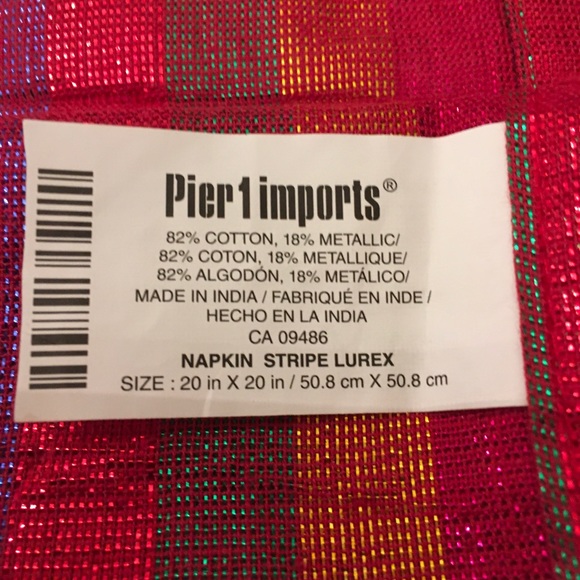 Pier 1 imports®
82% COTTON, 18% METALLIC/
82% COTON, 18% METALLIQUE/
82% ALGODÓN, 18% METÁLICO/
MADE IN INDIA / FABRIQUÉ EN INDE /
HECHO EN LA INDIA
CA 09486
NAPKIN STRIPE LUREX
SIZE : 20 in X 20 in / 50.8 cm X 50.8 cm